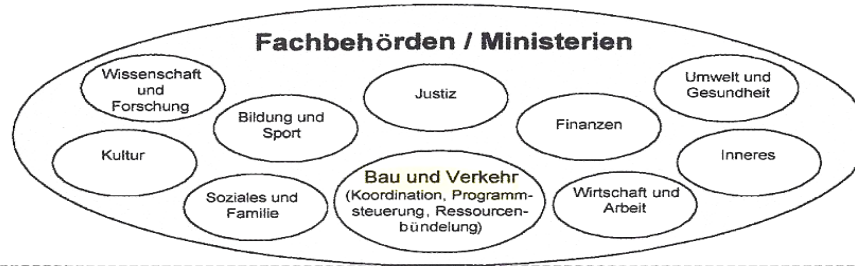 Fachbehörden / Ministerien
Wissenschaft
und
Forschung
Bildung und
Sport
Justiz
Finanzen
Umwelt und
Gesundheit
Kultur
Soziales und
Familie
Bau und Verkehr
(Koordination, Programm-
steuerung, Ressourcen-
bündelung)
Wirtschaft und
Arbeit
Inneres